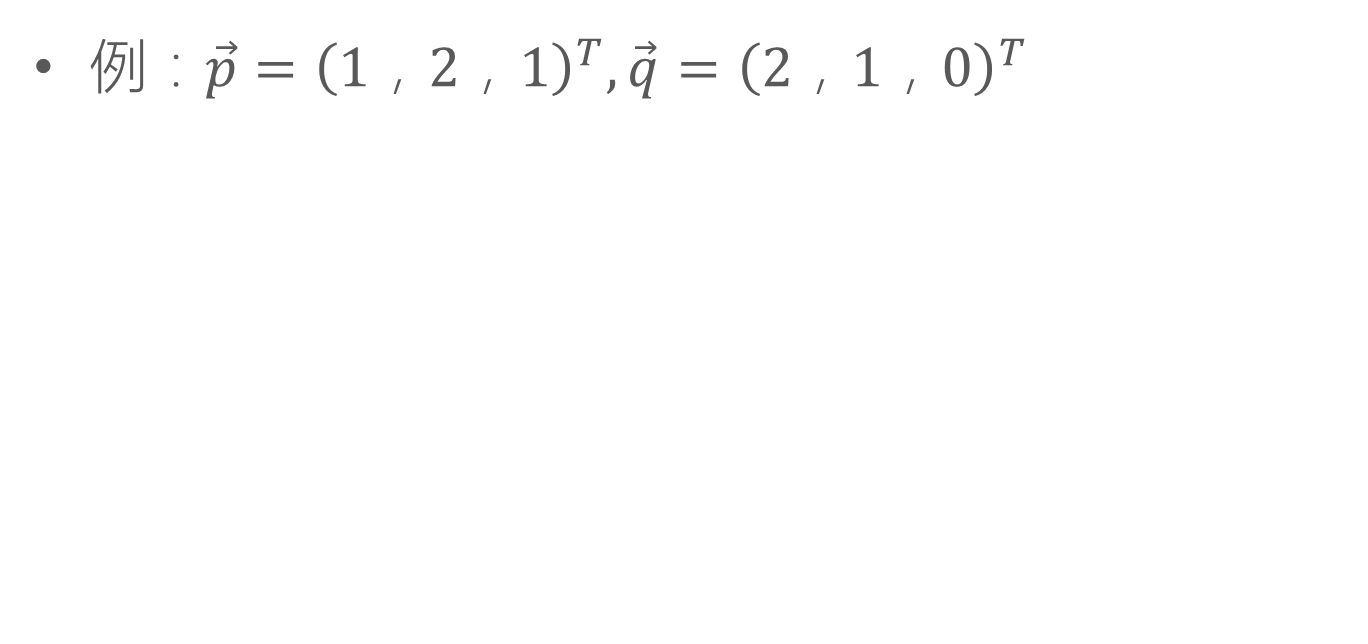 • 例：$\vec{p} = (1 , 2 , 1)^T, \vec{q} = (2 , 1 , 0)^T$